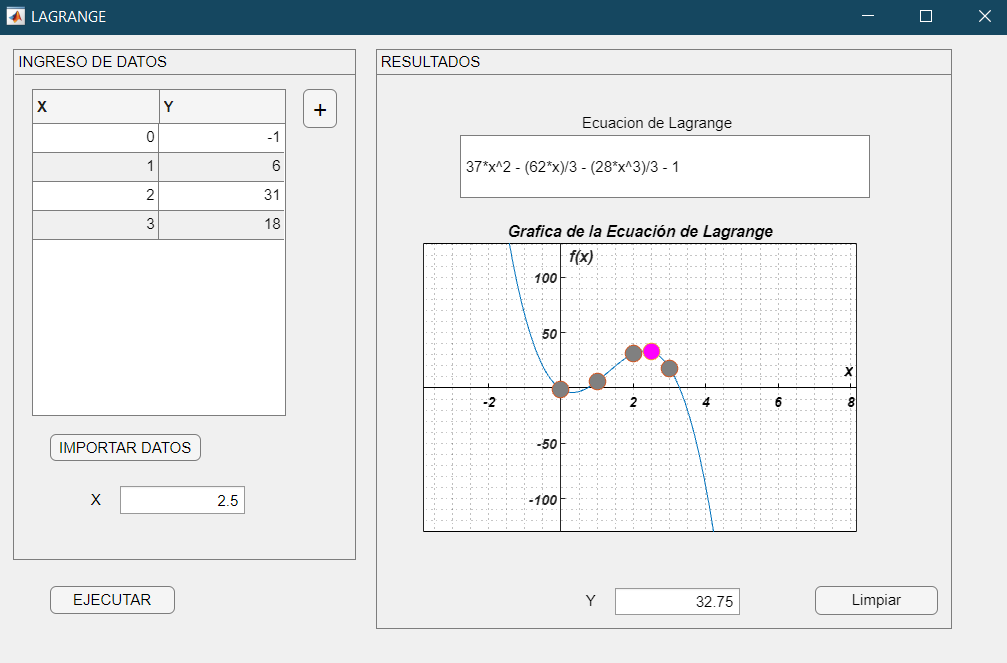 LAGRANGE
INGRESO DE DATOS
X Y
0 -1
1 6
2 31
3 18
+
IMPORTAR DATOS
X 2.5
EJECUTAR
RESULTADOS
Ecuacion de Lagrange
37*x^2 - (62*x)/3 - (28*x^3)/3 - 1
Grafica de la Ecuación de Lagrange
f(x)
100
50
x
-2 2 4 6 8
-50
-100
Y 32.75
Limpiar